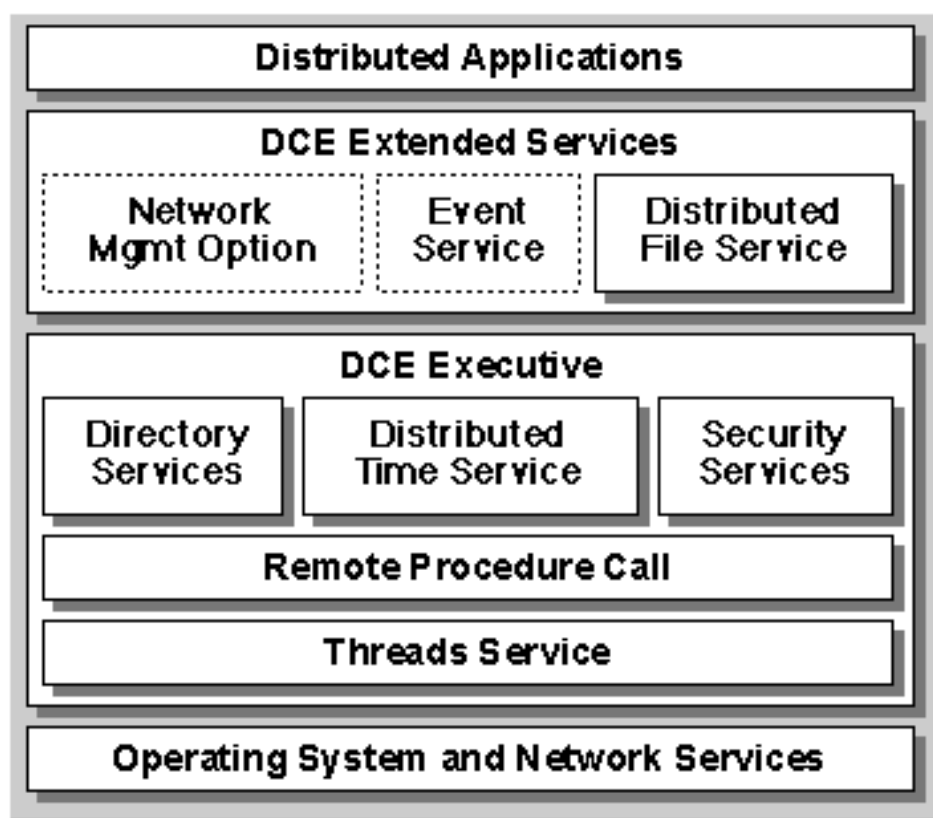 Distributed Applications
DCE Extended Services
Network
Mgmt Option
Event
Service
Distributed
File Service
DCE Executive
Directory
Services
Distributed
Time Service
Security
Services
Remote Procedure Call
Threads Service
Operating System and Network Services